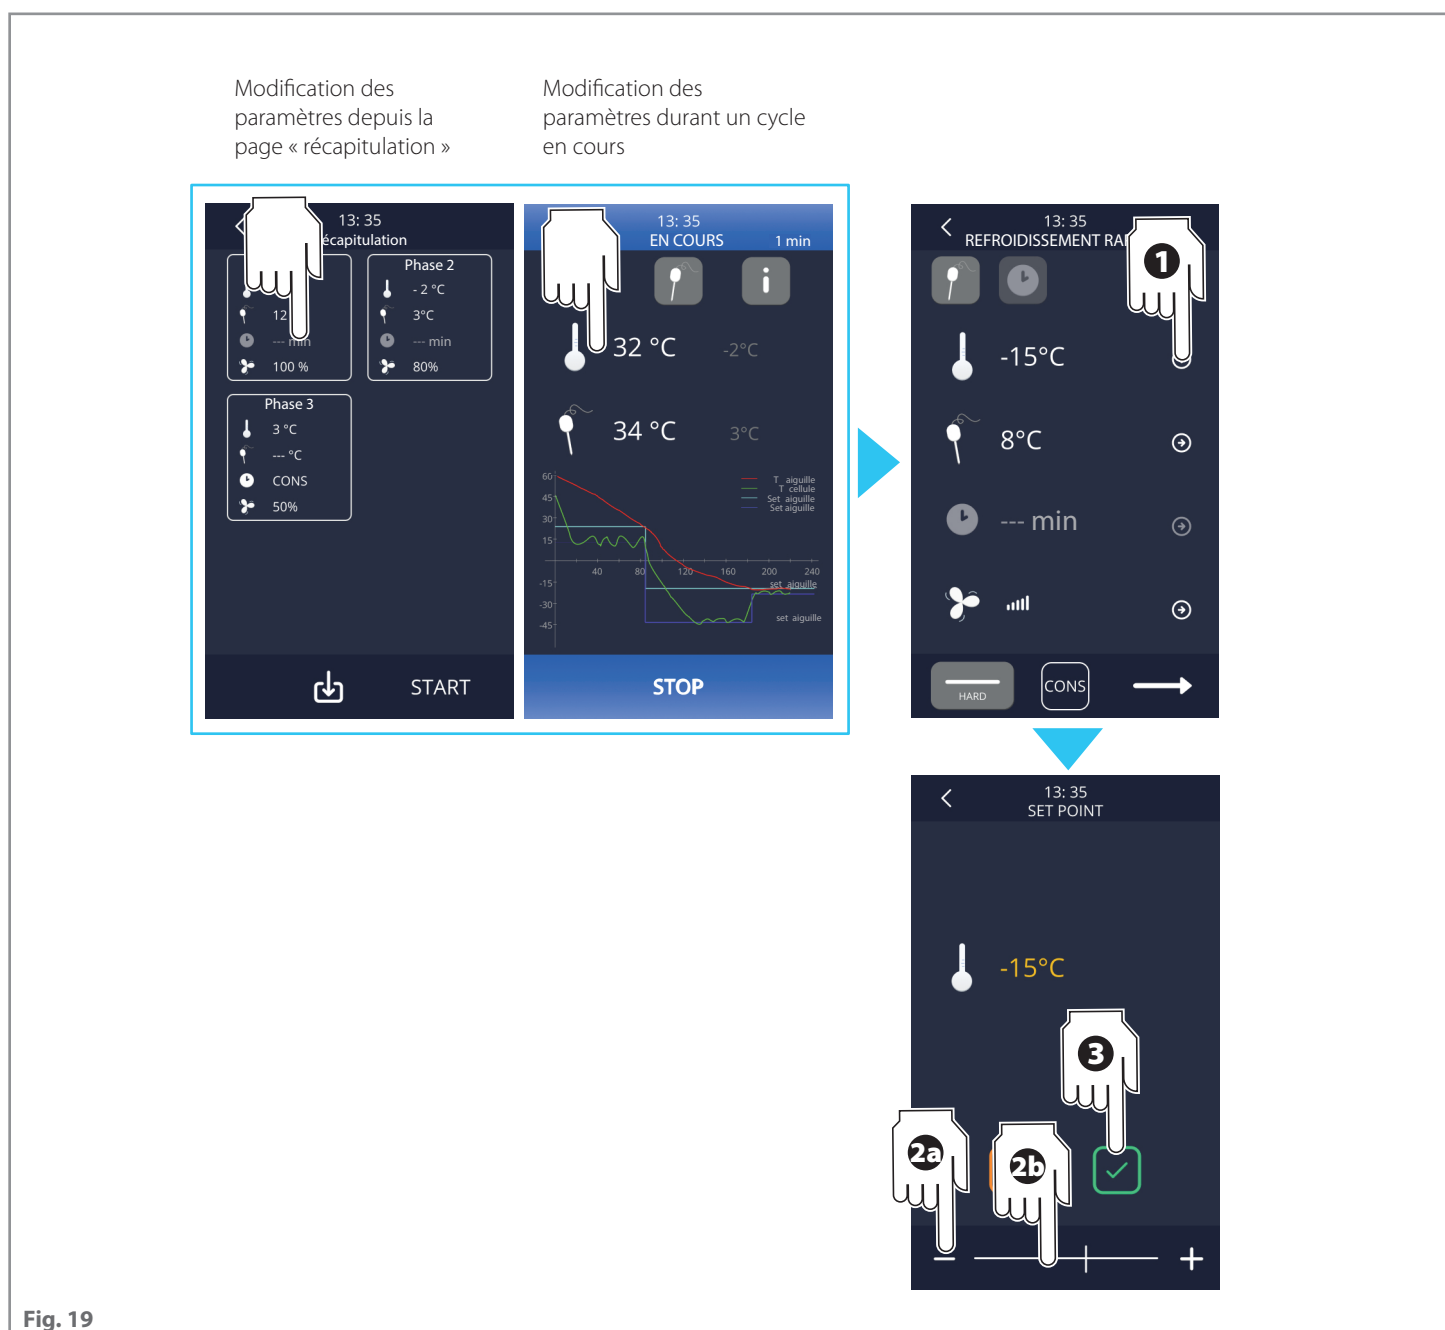 Modification des
paramètres depuis la
page « récapitulation »
Modification des
paramètres durant un cycle
en cours
13: 35
écapitulation
12
--- min
100 %
Phase 2
- 2 °C
3°C
--- min
80%
Phase 3
3 °C
--- °C
CONS
50%
START
13: 35
EN COURS
1 min
i
32 °C
-2°C
34 °C
3°C
60
45
30
15
-15
-30
-45
40
80
120
160
200
240
T aiguille
T cellule
Set aiguille
Set aiguille
set aiguille
set aiguille
STOP
13: 35
REFROIDISSEMENT RA
1
-15°C
8°C
--- min
HARD
CONS
13: 35
SET POINT
-15°C
3
2a
2b
− +
Fig. 19